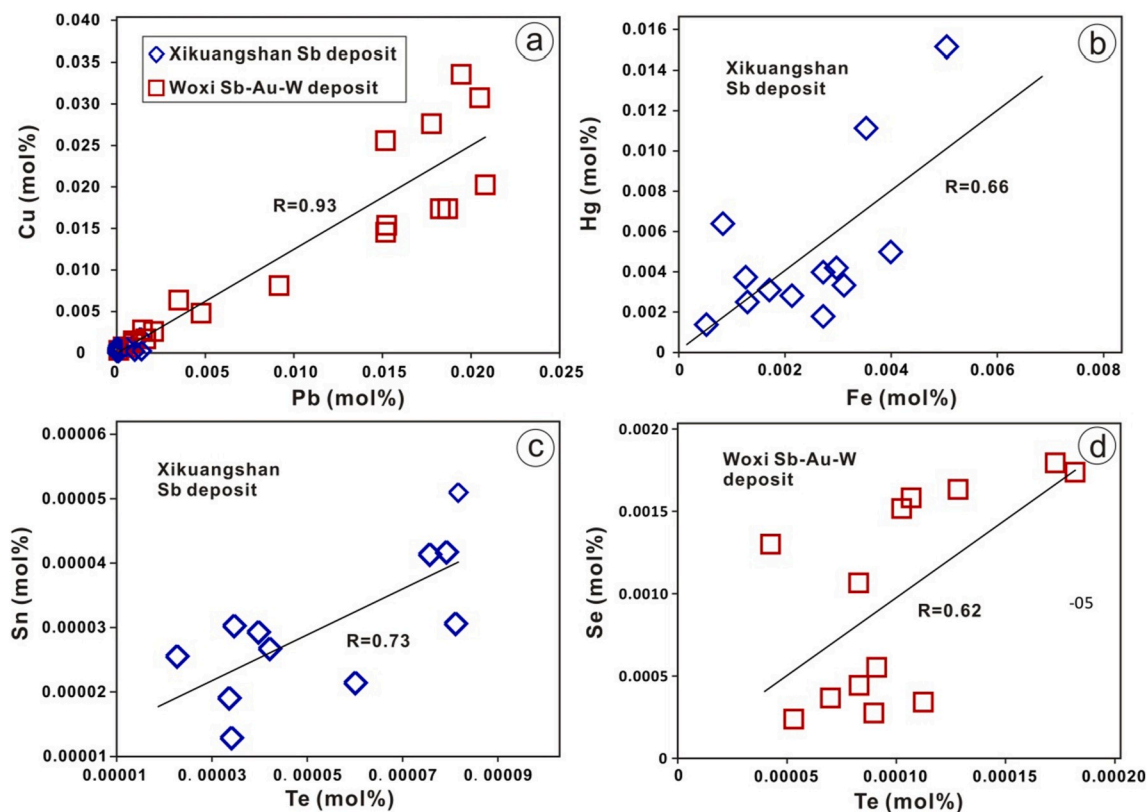 a
Xikuangshan Sb deposit
Woxi Sb-Au-W deposit
R=0.93
Cu (mol%)
0.040
0.035
0.030
0.025
0.020
0.015
0.010
0.005
0
0 0.005 0.010 0.015 0.020 0.025
Pb (mol%)
b
Xikuangshan
Sb deposit
R=0.66
Hg (mol%)
0.016
0.014
0.012
0.010
0.008
0.006
0.004
0.002
0
0 0.002 0.004 0.006 0.008
Fe (mol%)
c
Xikuangshan
Sb deposit
R=0.73
Sn (mol%)
0.00006
0.00005
0.00004
0.00003
0.00002
0.00001
0.00001 0.00003 0.00005 0.00007 0.00009
Te (mol%)
d
Woxi Sb-Au-W
deposit
R=0.62
-05
Se (mol%)
0.0020
0.0015
0.0010
0.0005
0
0 0.00005 0.00010 0.00015 0.00020
Te (mol%)